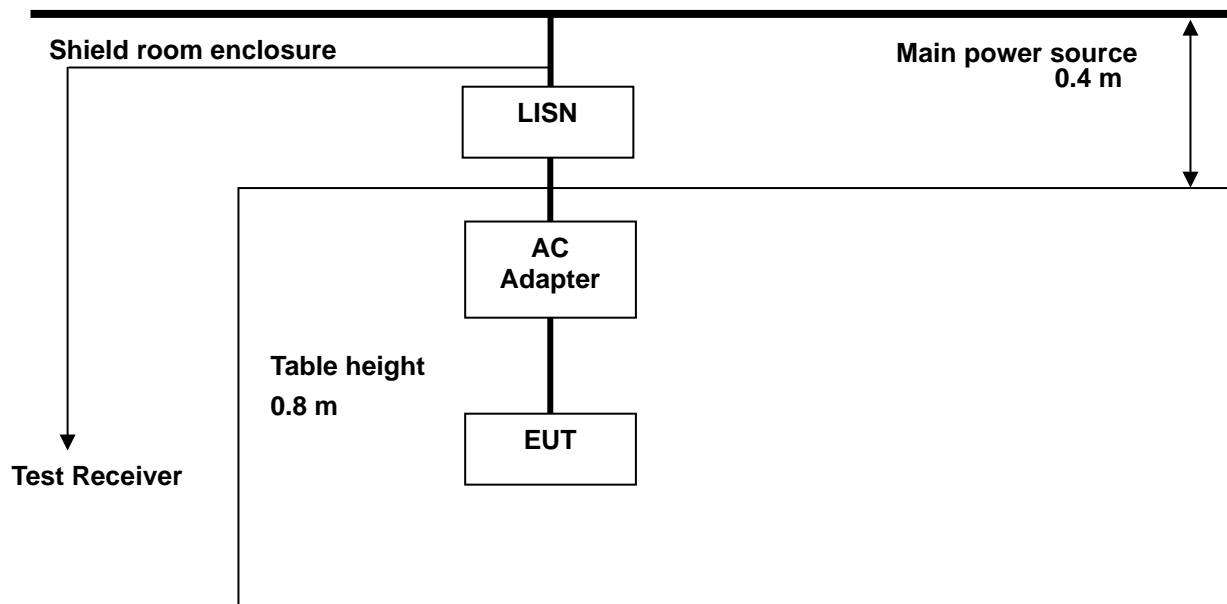 Shield room enclosure
Main power source
0.4 m
LISN
AC
Adapter
Table height
0.8 m
EUT
Test Receiver